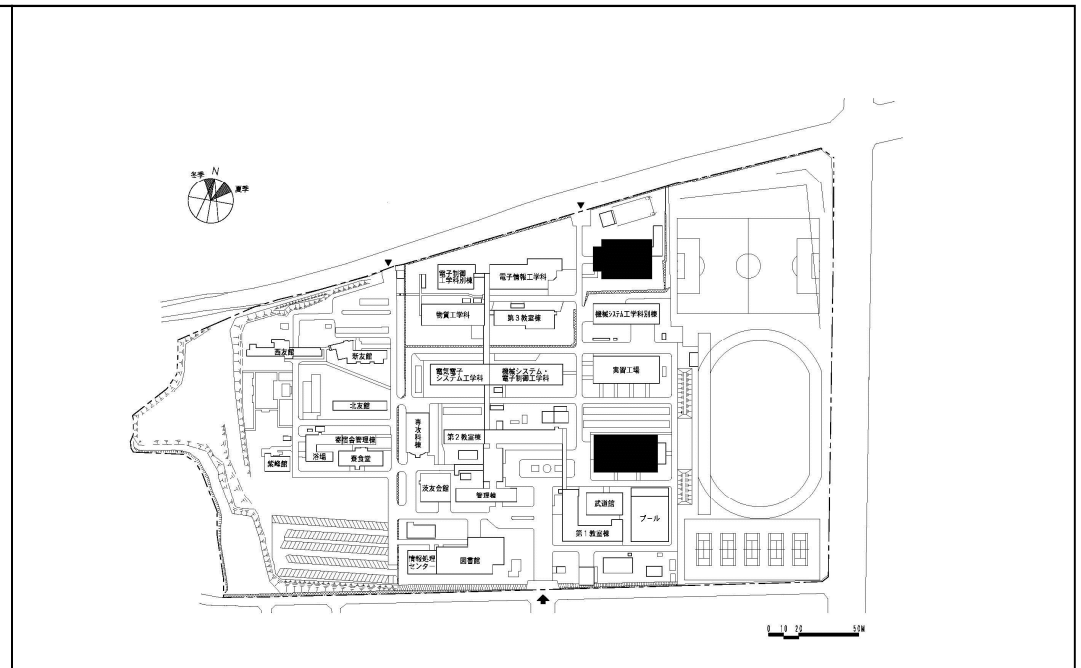 冬季 N 夏季
電子制御
工学科別棟
電子情報工学科
物質工学科
第3教室棟
機械システム工学科別棟
西友館
新友館
電気電子
システム工学科
機械システム・
電子制御工学科
実習工場
北友館
専攻科棟
第2教室棟
寄宿舎管理棟
浴場
寮食堂
紫峰館
茨友会館
管理棟
武道館
プール
第1教室棟
情報処理
センター
図書館
0 10 20 50M